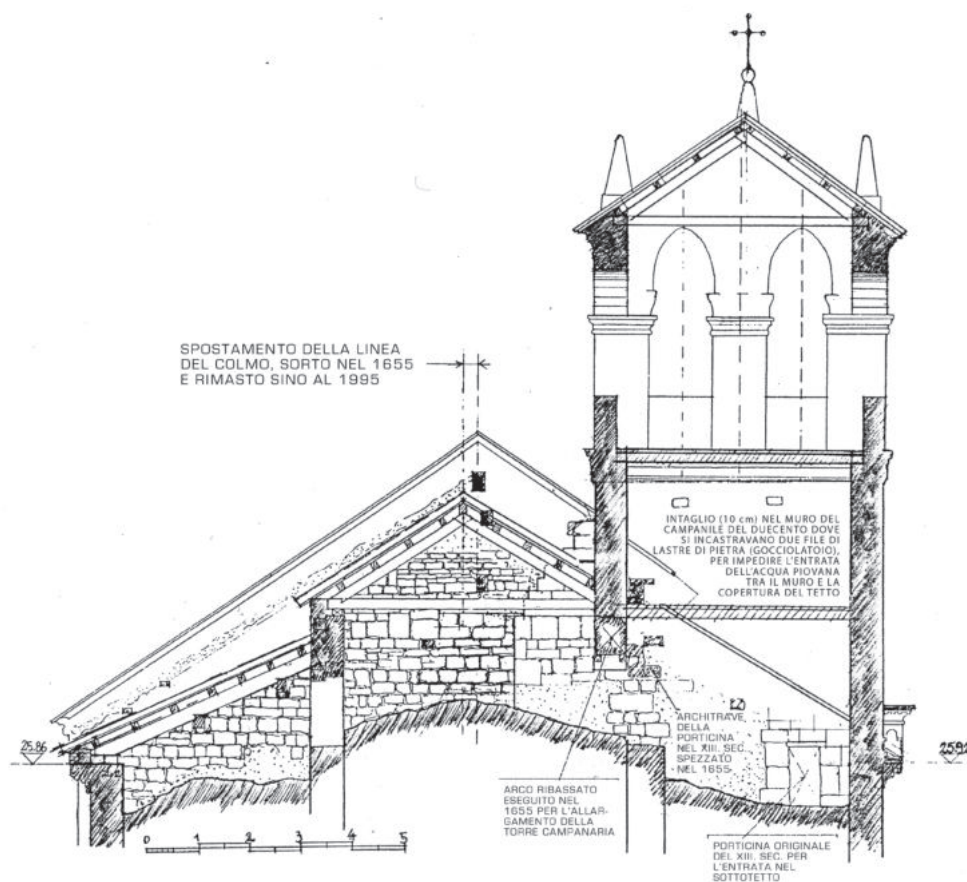 SPOSTAMENTO DELLA LINEA
DEL COLMO, SORTO NEL 1655
E RIMASTO SINO AL 1995
INTAGLIO (10 cm) NEL MURO DEL
CAMPANILE DEL DUECENTO DOVE
SI INCASTRAVANO DUE FILE DI
LASTRE DI PIETRA (GOCCIOLATOIO),
PER IMPEDIRE L'ENTRATA
DELL'ACQUA PIOVANA
TRA IL MURO E LA
COPERTURA DEL TETTO
ARCHITRAVE
DELLA
PORTICINA
NEL XIII. SEC.
SPEZZATO
NEL 1655
25.86
25.92
ARCO RIBASSATO
ESEGUITO NEL
1655 PER L'ALLAR-
GAMENTO DELLA
TORRE CAMPANARIA
PORTICINA ORIGINALE
DEL XIII. SEC. PER
L'ENTRATA NEL
SOTTOTETTO
0 1 2 3 4 5